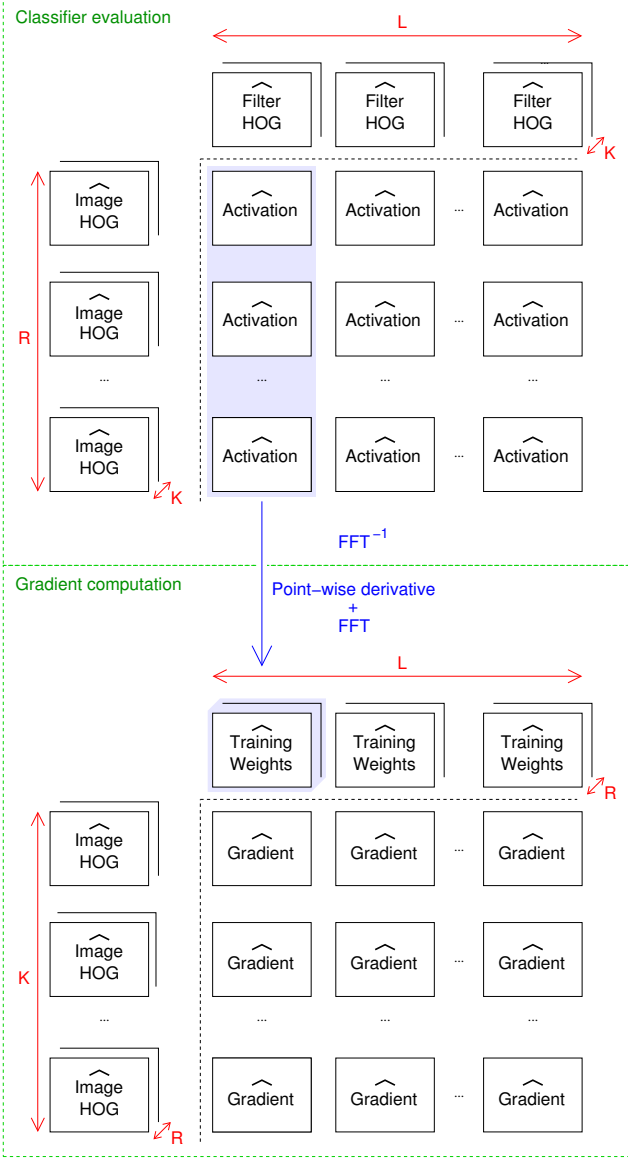 Classifier evaluation
L
Filter Filter ... Filter
HOG HOG HOG
K
Image Activation Activation ... Activation
HOG
Image Activation Activation ... Activation
HOG
R
... ... ... ...
Image Activation Activation ... Activation
HOG
K
FFT⁻¹
Gradient computation
Point−wise derivative
+
FFT
L
Training Training Training
Weights Weights Weights
R
Image Gradient Gradient ... Gradient
HOG
Image Gradient Gradient ... Gradient
HOG
K
... ... ... ...
Image Gradient Gradient ... Gradient
HOG
R